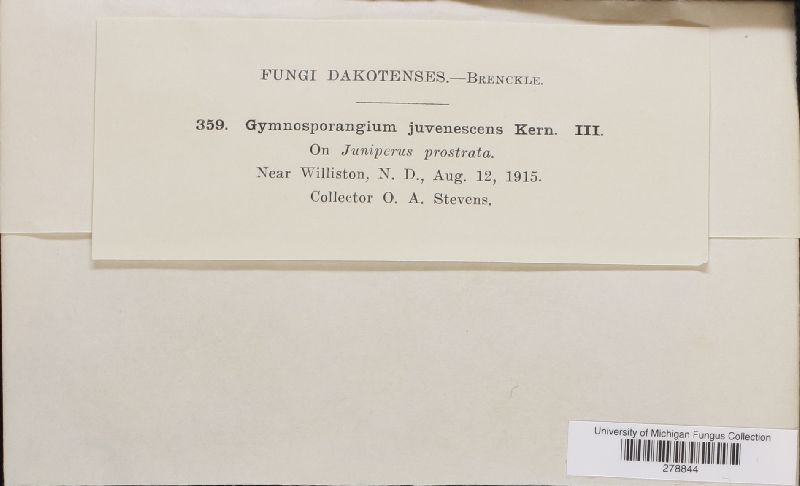 FUNGI DAKOTENSES.—BRENCKLE.
359. Gymnosporangium juvenescens Kern. III.
On Juniperus prostrata.
Near Williston, N. D., Aug. 12, 1915.
Collector O. A. Stevens.
University of Michigan Fungus Collection
278844